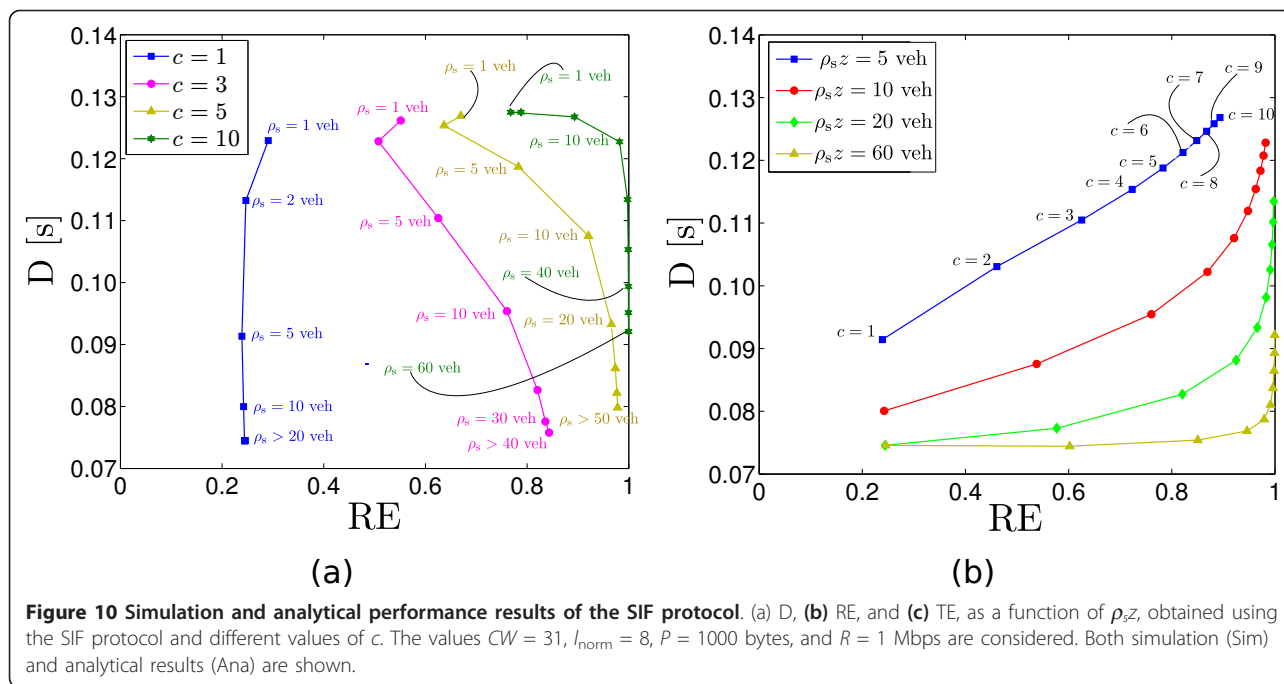 0.14
0.13
0.12
0.11
0.10
0.09
0.08
0.07
D [s]
0
0.2
0.4
0.6
0.8
1
RE
c = 1
c = 3
c = 5
c = 10
ρs = 1 veh
ρs = 2 veh
ρs = 5 veh
ρs = 10 veh
ρs > 20 veh
ρs = 1 veh
ρs = 5 veh
ρs = 10 veh
ρs = 30 veh
ρs > 40 veh
ρs = 1 veh
ρs = 5 veh
ρs = 10 veh
ρs = 20 veh
ρs > 50 veh
ρs = 1 veh
ρs = 10 veh
ρs = 40 veh
ρs = 60 veh
(a)
0.14
0.13
0.12
0.11
0.10
0.09
0.08
0.07
D [s]
0
0.2
0.4
0.6
0.8
1
RE
ρsz = 5 veh
ρsz = 10 veh
ρsz = 20 veh
ρsz = 60 veh
c = 1
c = 2
c = 3
c = 4
c = 5
c = 6
c = 7
c = 8
c = 9
c = 10
(b)
Figure 10 Simulation and analytical performance results of the SIF protocol. (a) D, (b) RE, and (c) TE, as a function of ρsz, obtained using
the SIF protocol and different values of c. The values CW = 31, lnorm = 8, P = 1000 bytes, and R = 1 Mbps are considered. Both simulation (Sim)
and analytical results (Ana) are shown.